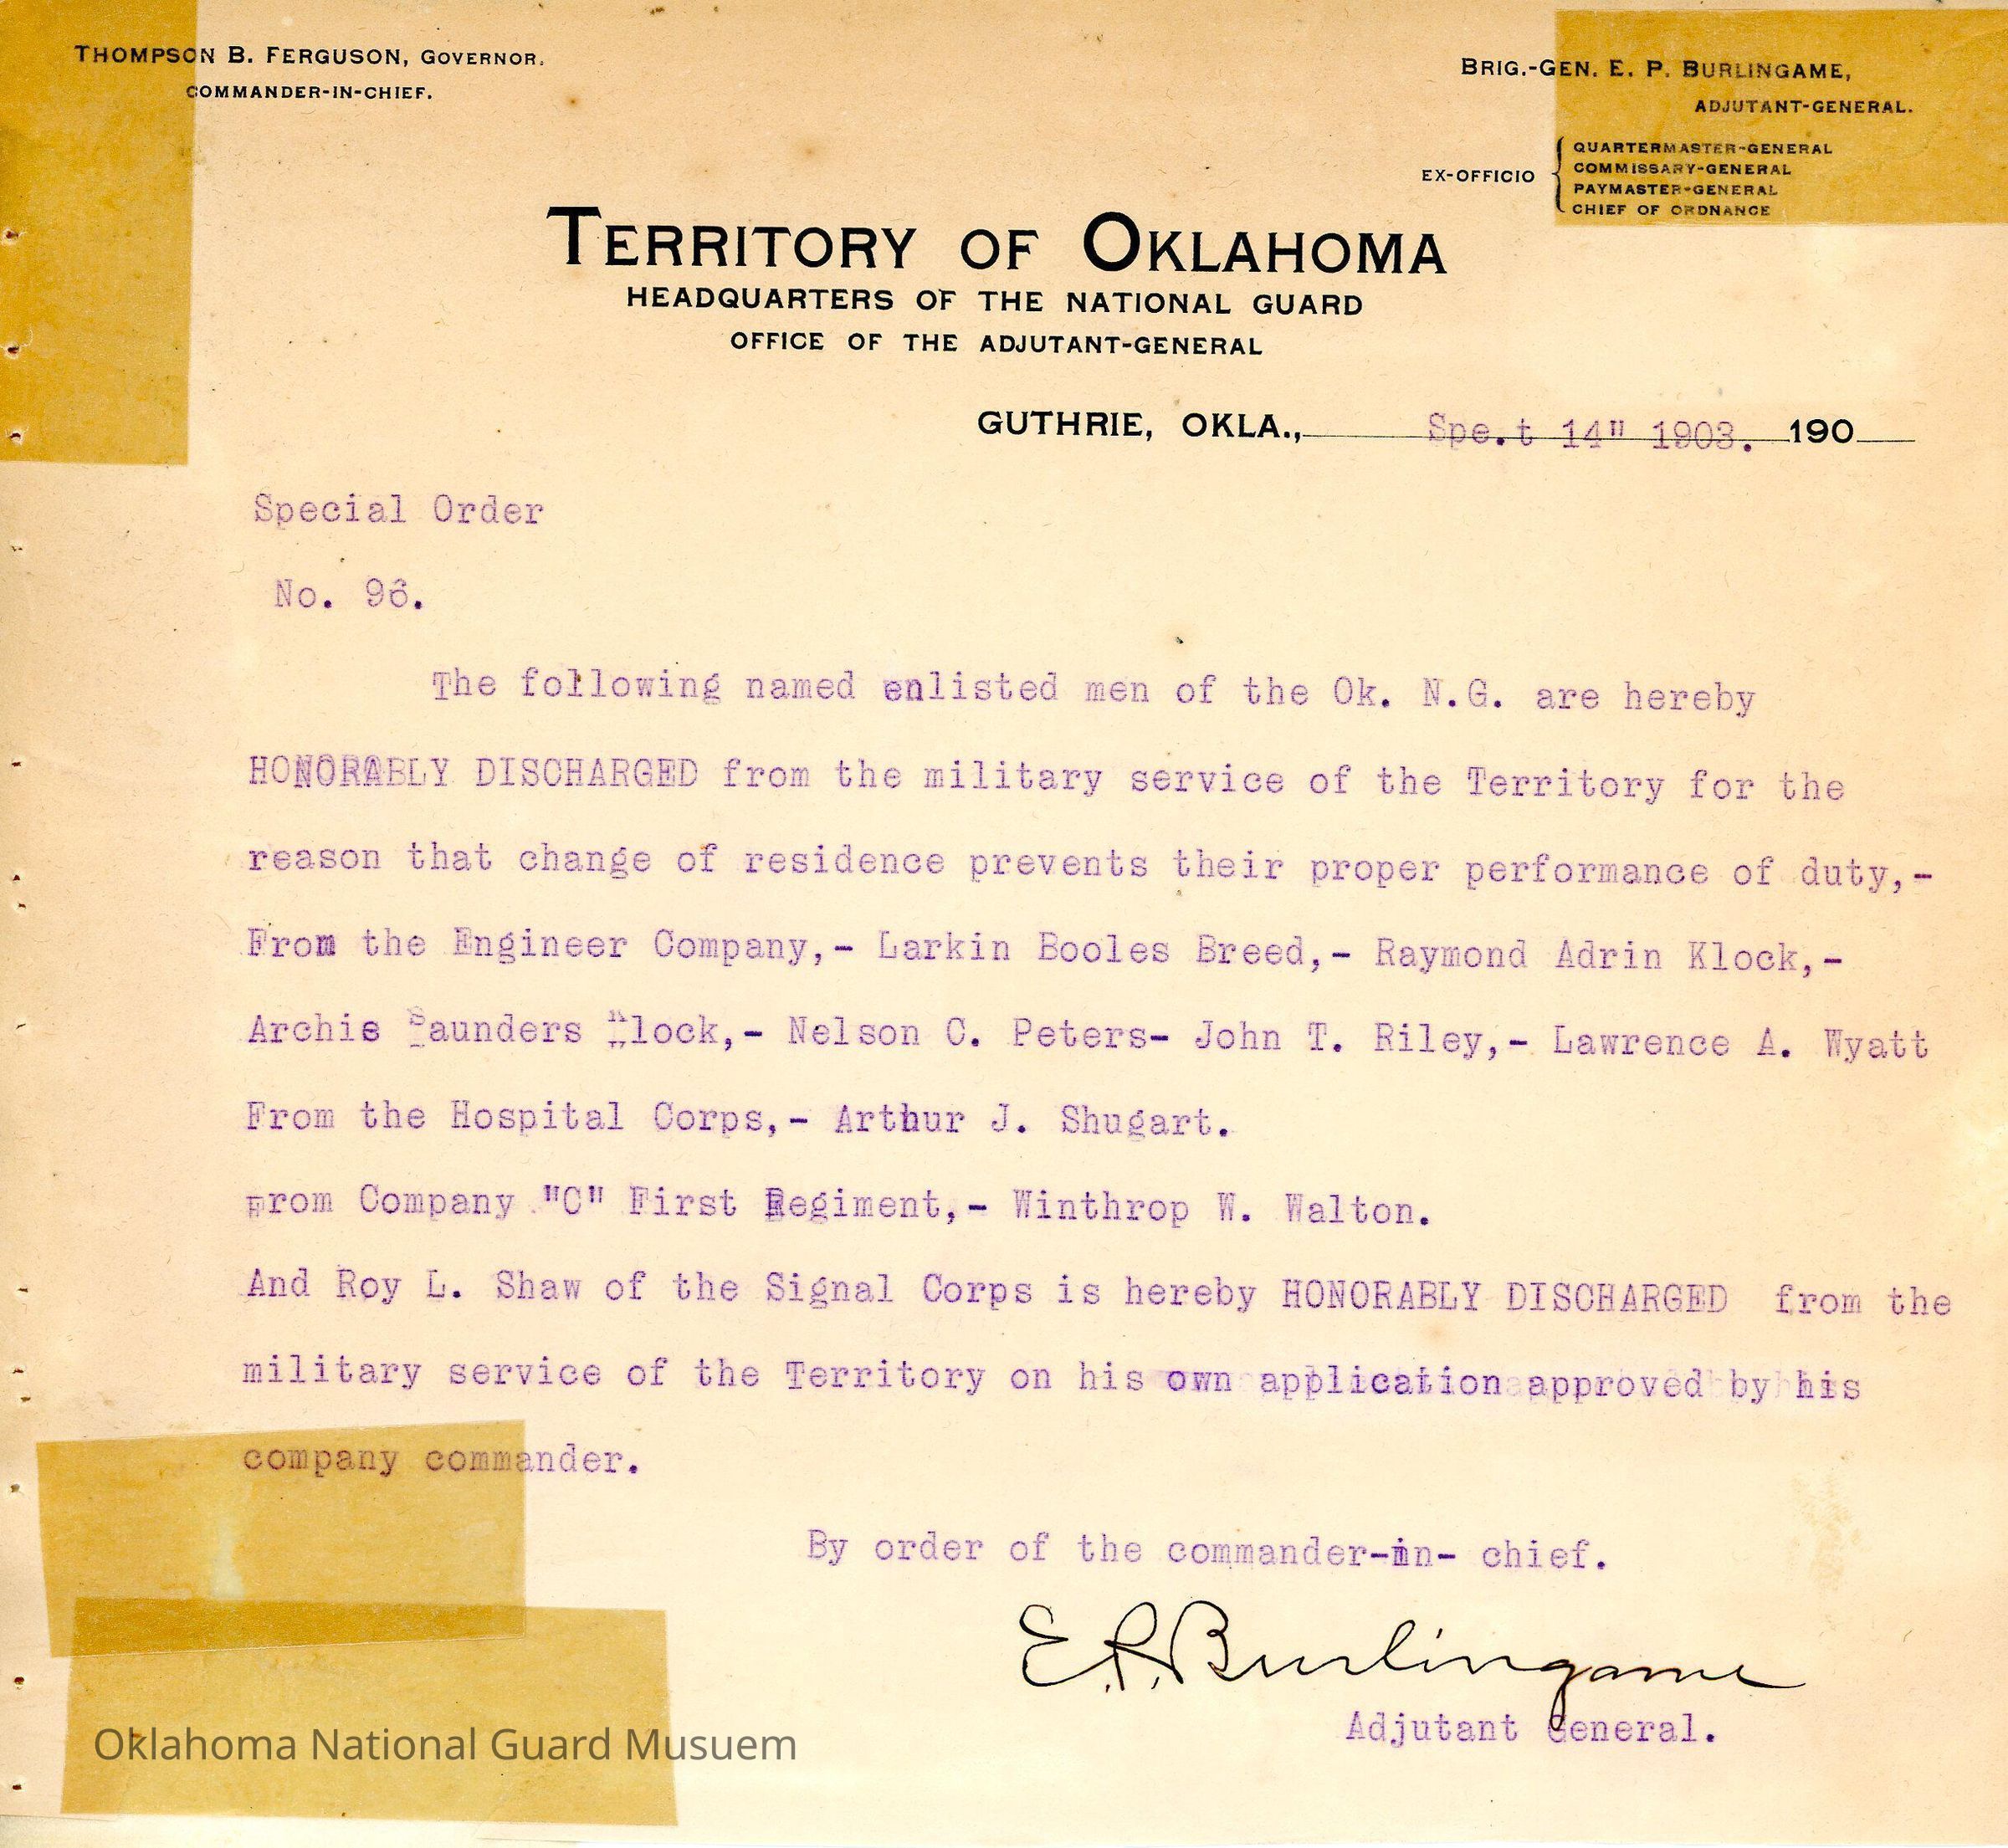 THOMPSON B. FERGUSON, GOVERNOR.
COMMANDER-IN-CHIEF.
BRIG.-GEN. E. P. BURLINGAME,
ADJUTANT-GENERAL.
EX-OFFICIO
QUARTERMASTER-GENERAL
COMMISSARY-GENERAL
PAYMASTER-GENERAL
CHIEF OF ORDNANCE
TERRITORY OF OKLAHOMA
HEADQUARTERS OF THE NATIONAL GUARD
OFFICE OF THE ADJUTANT-GENERAL
GUTHRIE, OKLA., Spe.t 14" 1903. 190
Special Order
No. 96.
The following named enlisted men of the Ok. N.G. are hereby
HONORABLY DISCHARGED from the military service of the Territory for the
reason that change of residence prevents their proper performance of duty,-
From the Engineer Company,- Larkin Booles Breed,- Raymond Adrin Klock,-
Archie Saunders Klock,- Nelson C. Peters- John T. Riley,- Lawrence A. Wyatt
From the Hospital Corps,- Arthur J. Shugart.
From Company "C" First Regiment,- Winthrop W. Walton.
And Roy L. Shaw of the Signal Corps is hereby HONORABLY DISCHARGED from the
military service of the Territory on his own application approved by his
company commander.
By order of the commander-in- chief.
E.P. Burlingame
Adjutant General.
Oklahoma National Guard Musuem